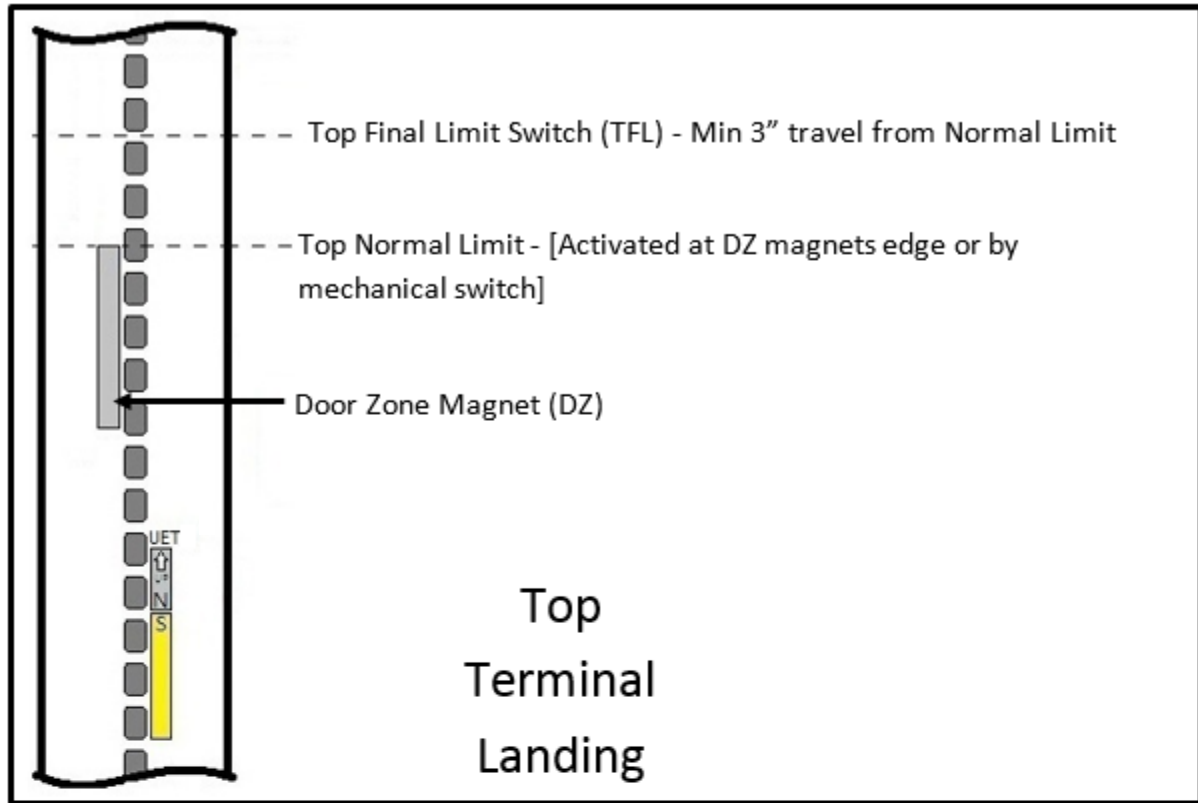 Top Final Limit Switch (TFL) - Min 3” travel from Normal Limit
Top Normal Limit - [Activated at DZ magnets edge or by
mechanical switch]
Door Zone Magnet (DZ)
UET
N
S
Top
Terminal
Landing